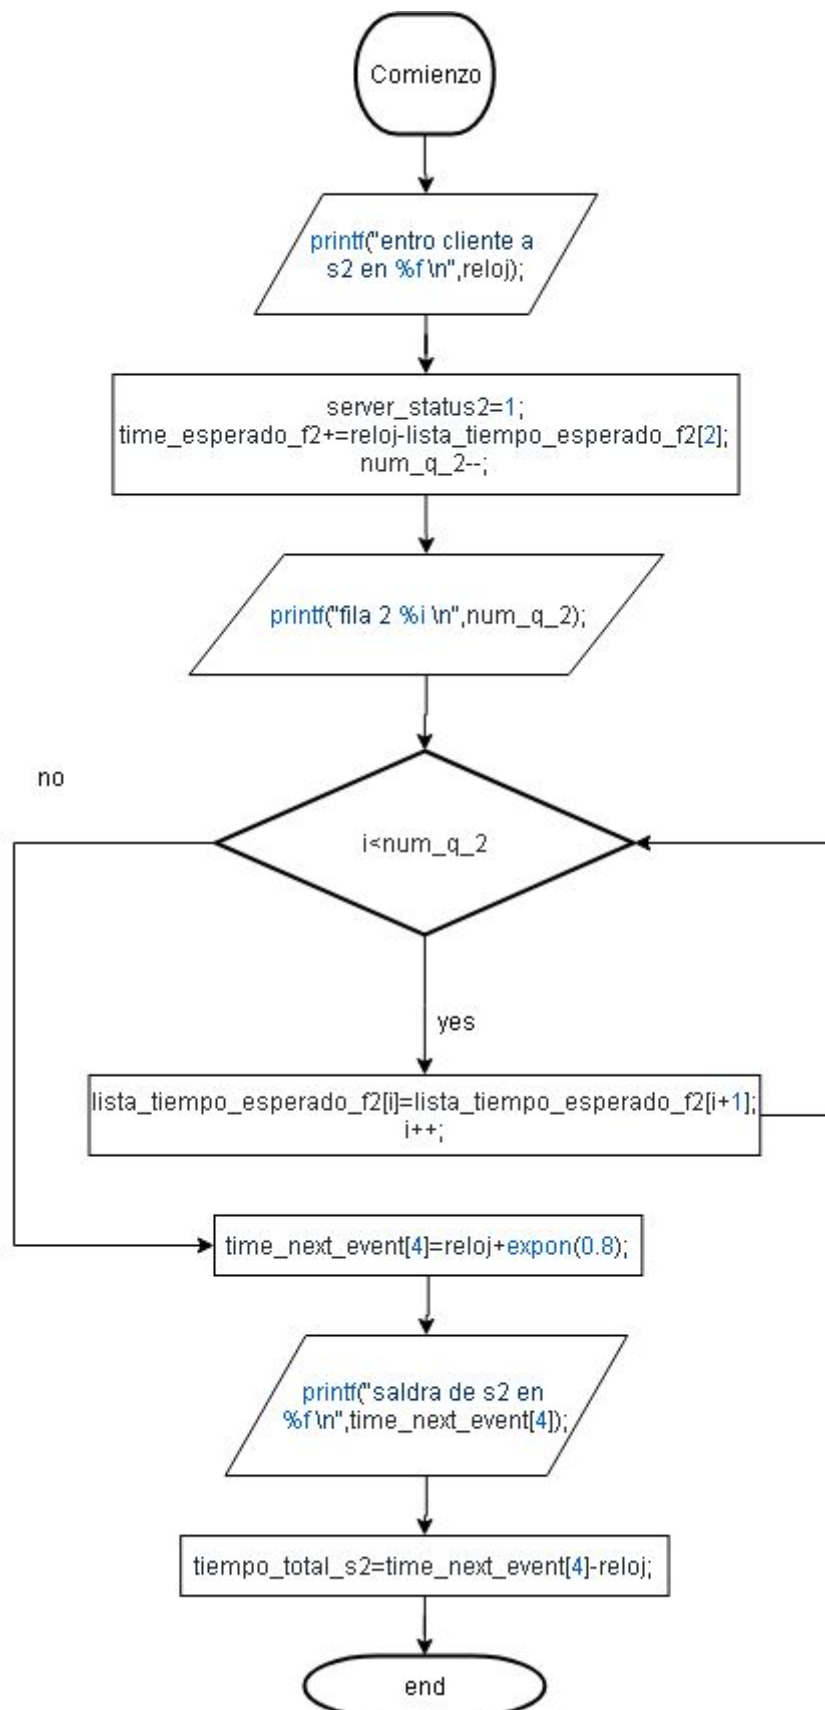 Comienzo
printf("entro cliente a
s2 en %f \n",reloj);
server_status2=1;
time_esperado_f2+=reloj-lista_tiempo_esperado_f2[2];
num_q_2--;
printf("fila 2 %i \n",num_q_2);
no
i<num_q_2
yes
lista_tiempo_esperado_f2[i]=lista_tiempo_esperado_f2[i+1];
i++;
time_next_event[4]=reloj+expon(0.8);
printf("saldra de s2 en
%f \n",time_next_event[4]);
tiempo_total_s2=time_next_event[4]-reloj;
end